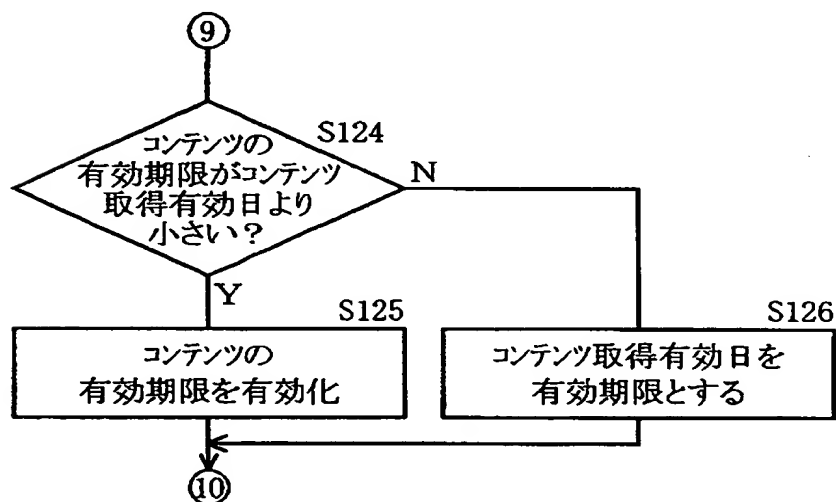 ⑨
S124
コンテンツの
有効期限がコンテンツ
取得有効日より
小さい？
N
Y
S125
コンテンツの
有効期限を有効化
S126
コンテンツ取得有効日を
有効期限とする
⑩